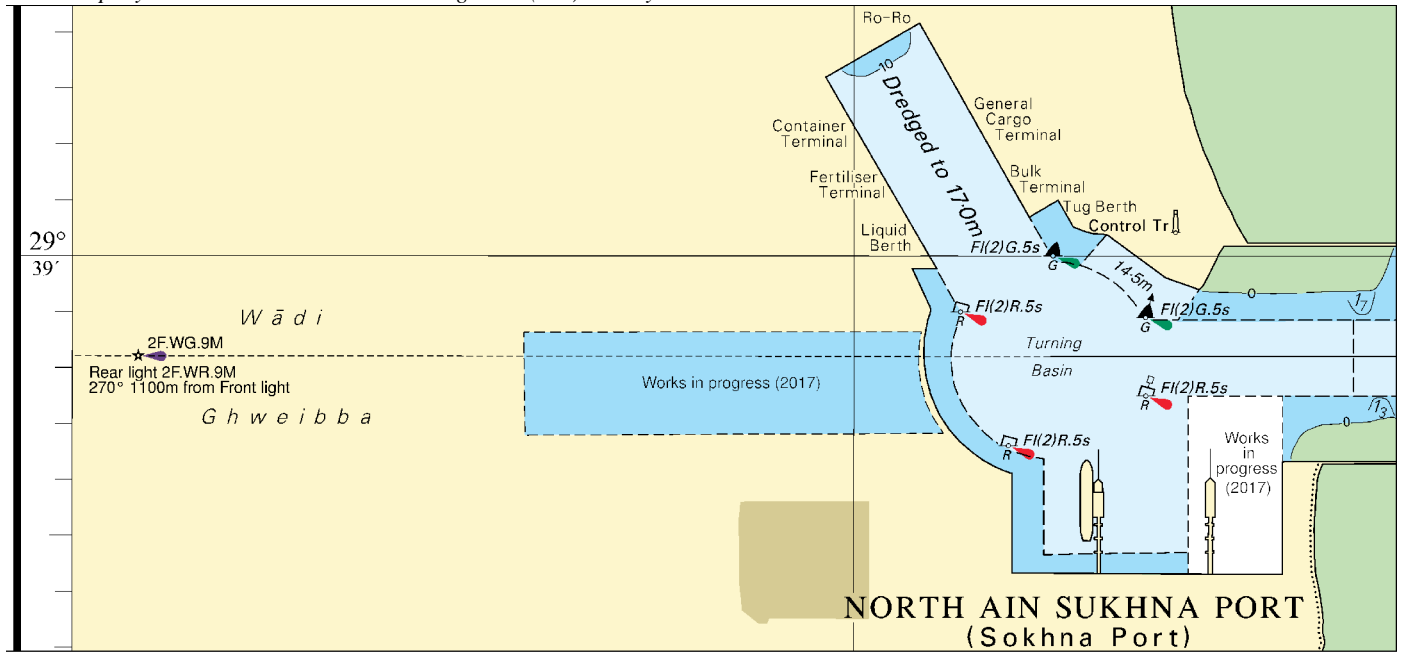 Ro-Ro
10
Dredged to 17·0m
General
Cargo
Terminal
Container
Terminal
Fertiliser
Terminal
Bulk
Terminal
Tug Berth
Control Tr
Liquid
Berth
29°
39′
Fl(2)G.5s
G
14·5m
0
17
Fl(2)G.5s
G
Fl(2)R.5s
R
Wādi
2F.WG.9M
Rear light 2F.WR.9M
270° 1100m from Front light
Ghweibba
Works in progress (2017)
Turning
Basin
Fl(2)R.5s
R
13
0
Fl(2)R.5s
R
Works
in
progress
(2017)
NORTH AIN SUKHNA PORT
(Sokhna Port)